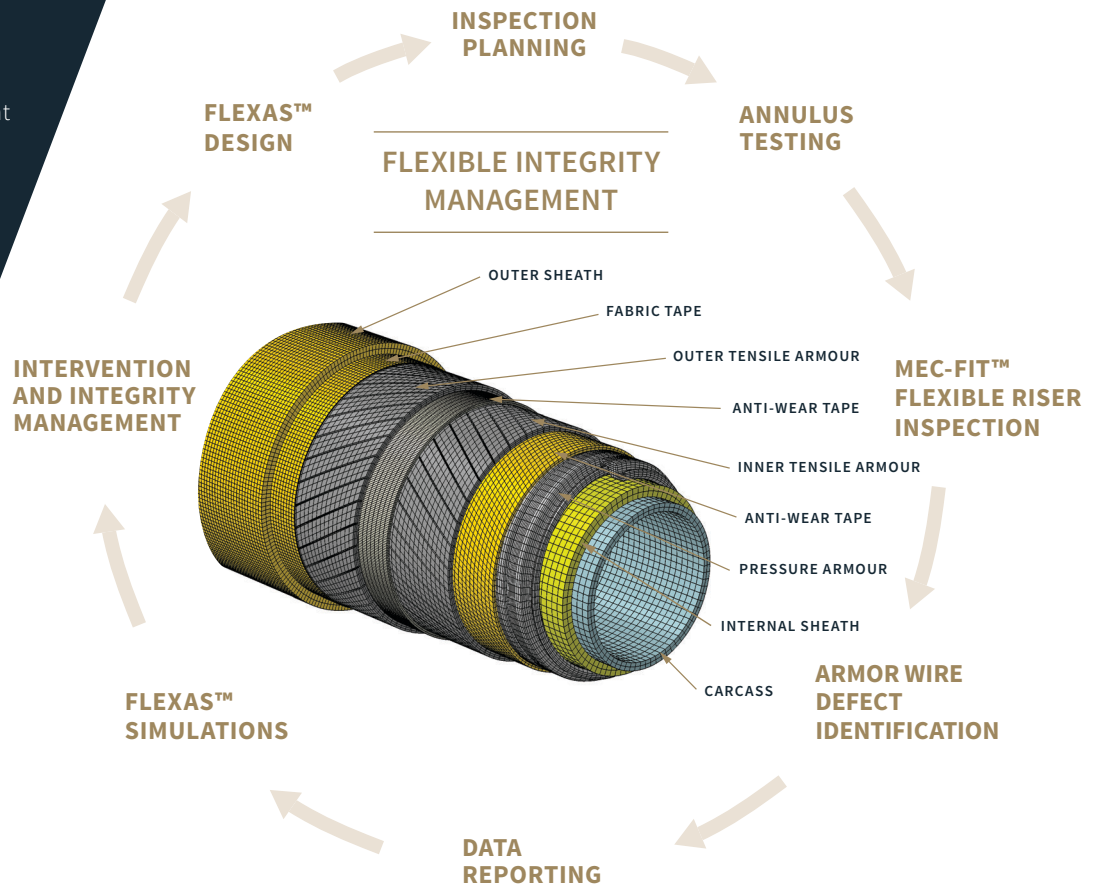 INSPECTION
PLANNING
FLEXAS™
DESIGN
ANNULUS
TESTING
FLEXIBLE INTEGRITY
MANAGEMENT
OUTER SHEATH
FABRIC TAPE
OUTER TENSILE ARMOUR
INTERVENTION
AND INTEGRITY
MANAGEMENT
MEC-FIT™
FLEXIBLE RISER
INSPECTION
ANTI-WEAR TAPE
INNER TENSILE ARMOUR
ANTI-WEAR TAPE
PRESSURE ARMOUR
INTERNAL SHEATH
CARCASS
ARMOR WIRE
DEFECT
IDENTIFICATION
FLEXAS™
SIMULATIONS
DATA
REPORTING